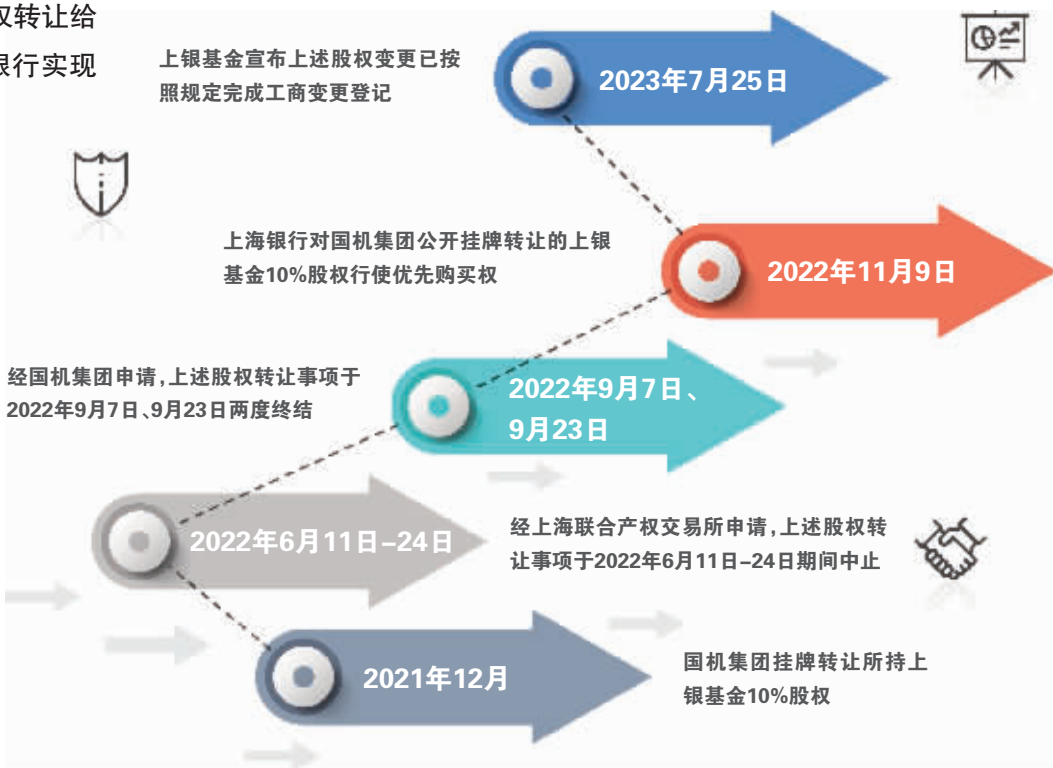 权转让给
银行实现
上银基金宣布上述股权变更已按
照规定完成工商变更登记
2023年7月25日
上海银行对国机集团公开挂牌转让的上银
基金10%股权行使优先购买权
2022年11月9日
经国机集团申请,上述股权转让事项于
2022年9月7日、9月23日两度终结
2022年9月7日、
9月23日
2022年6月11日-24日
经上海联合产权交易所申请,上述股权转
让事项于2022年6月11日-24日期间中止
2021年12月
国机集团挂牌转让所持上
银基金10%股权